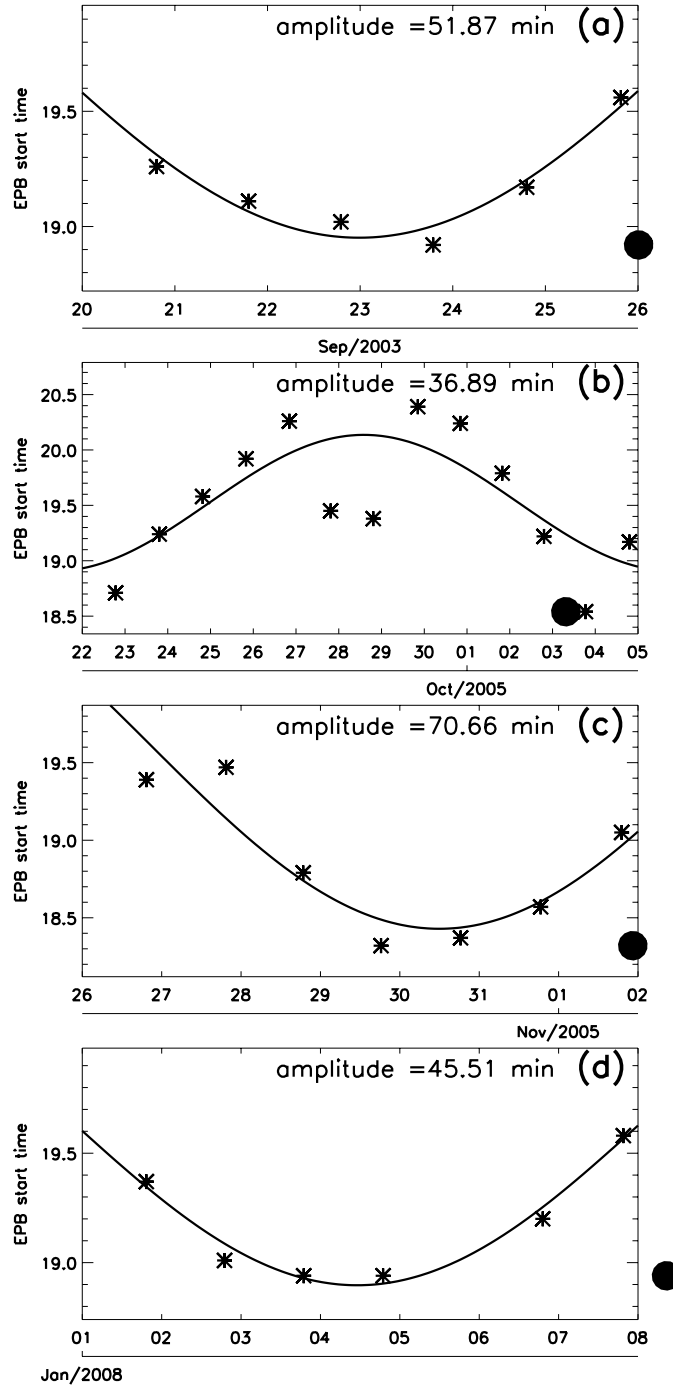 amplitude =51.87 min (a)
19.5
19.0
EPB start time
20 21 22 23 24 25 26
Sep/2003
amplitude =36.89 min (b)
20.5
20.0
19.5
19.0
18.5
EPB start time
22 23 24 25 26 27 28 29 30 01 02 03 04 05
Oct/2005
amplitude =70.66 min (c)
19.5
19.0
18.5
EPB start time
26 27 28 29 30 31 01 02
Nov/2005
amplitude =45.51 min (d)
19.5
19.0
EPB start time
01 02 03 04 05 06 07 08
Jan/2008